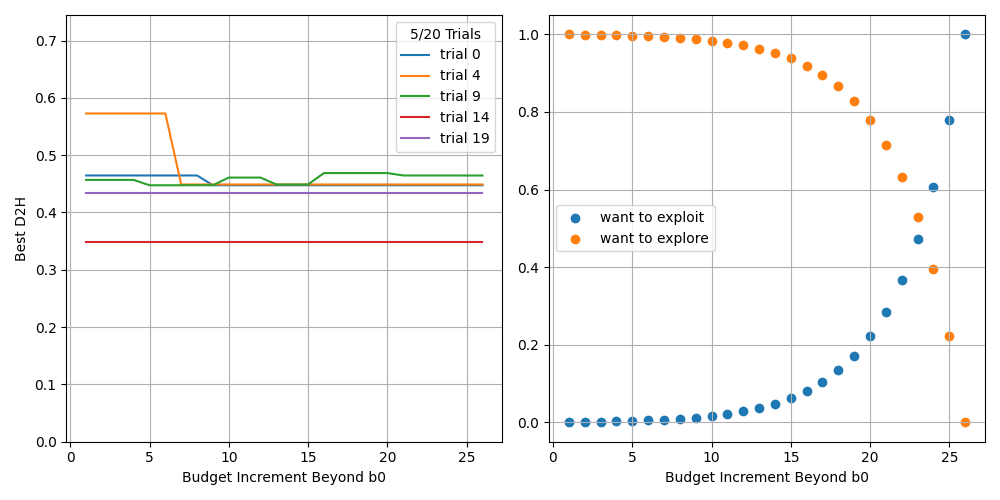 5/20 Trials
trial 0
trial 4
trial 9
trial 14
trial 19
0.7
0.6
0.5
0.4
0.3
0.2
0.1
0.0
Best D2H
0 5 10 15 20 25
Budget Increment Beyond b0
want to exploit
want to explore
1.0
0.8
0.6
0.4
0.2
0.0
0 5 10 15 20 25
Budget Increment Beyond b0